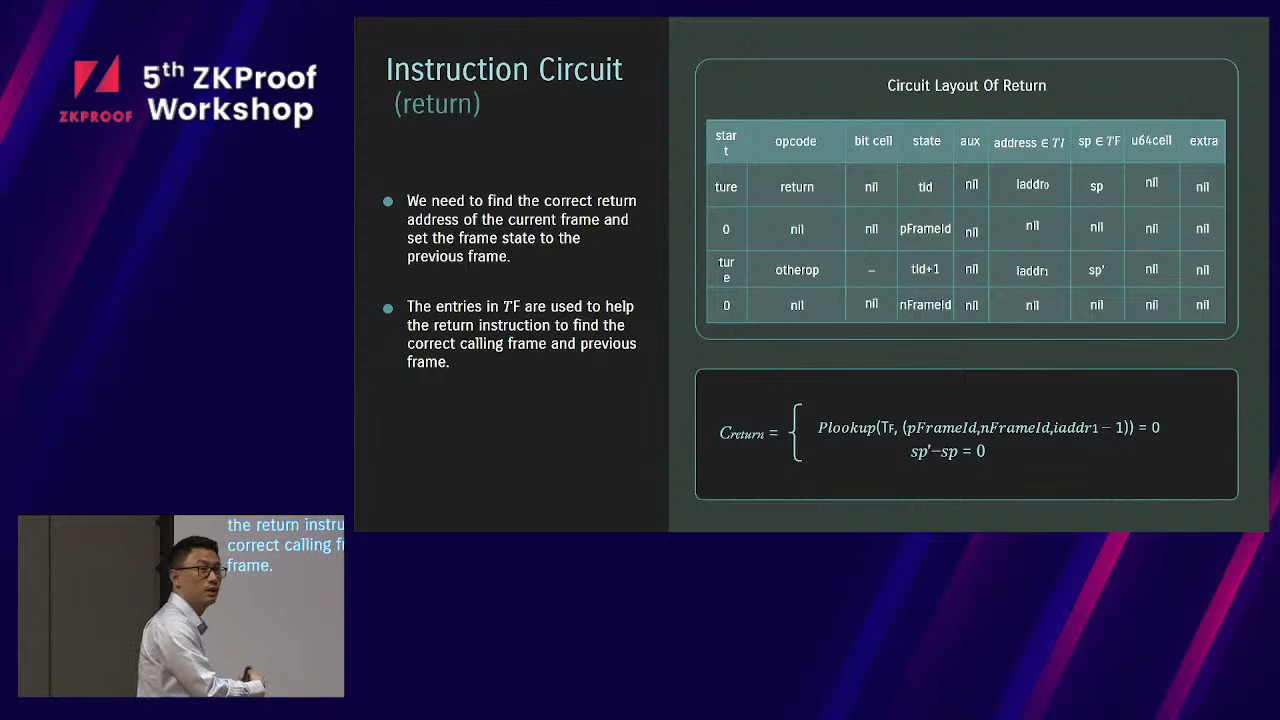 5th ZKProof
Workshop
ZKPROOF
Instruction Circuit
(return)
We need to find the correct return
address of the current frame and
set the frame state to the
previous frame.
The entries in TF are used to help
the return instruction to find the
correct calling frame and previous
frame.
Circuit Layout Of Return
star
t
opcode bit cell state aux address ∈ TI sp ∈ TF u64cell extra
ture return nil tid nil iaddr0 sp nil nil
0 nil nil pFrameId nil nil nil nil nil
tur
e
otherop – tid+1 nil iaddr1 sp' nil nil
0 nil nil nFrameId nil nil nil nil nil
Creturn = { Plookup(TF, (pFrameId,nFrameId,iaddr1 − 1)) = 0
sp'−sp = 0
the return instru
correct calling fr
frame.